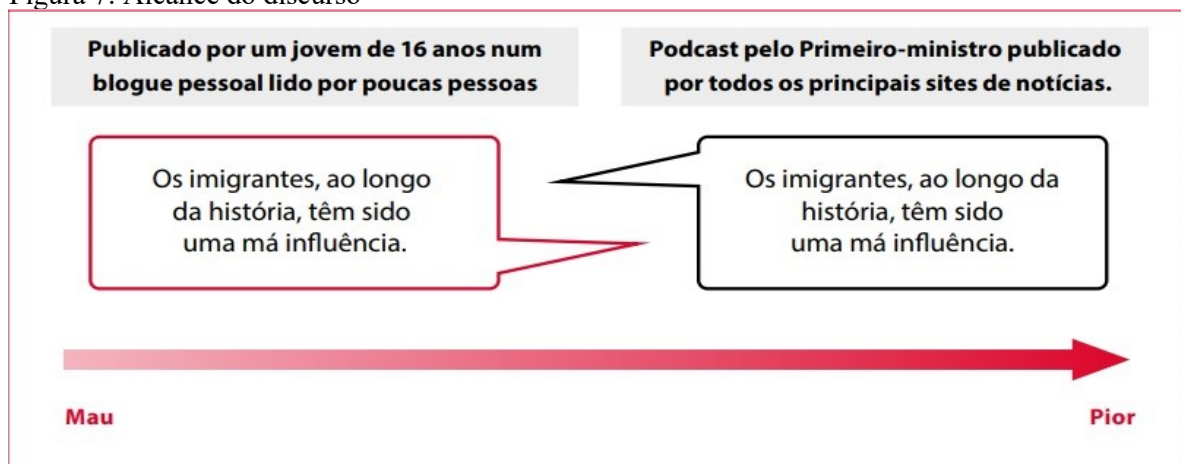 Figura 7: Alcance do discurso
Publicado por um jovem de 16 anos num
blogue pessoal lido por poucas pessoas
Podcast pelo Primeiro-ministro publicado
por todos os principais sites de notícias.
Os imigrantes, ao longo
da história, têm sido
uma má influência.
Os imigrantes, ao longo da
história, têm sido
uma má influência.
Mau
Pior